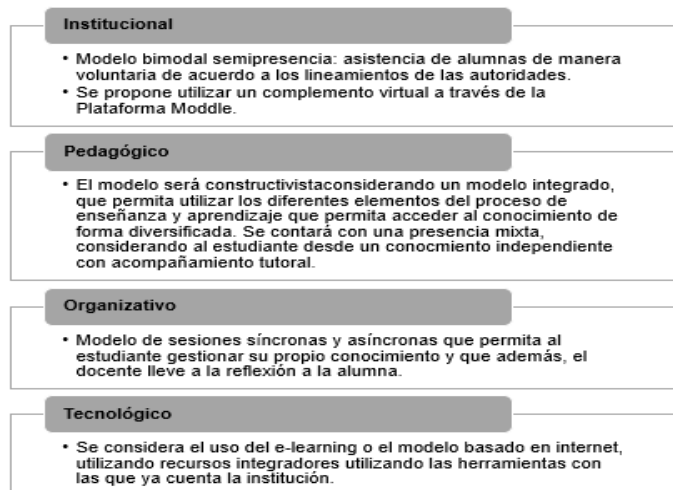 Institucional
• Modelo bimodal semipresencia: asistencia de alumnas de manera
voluntaria de acuerdo a los lineamientos de las autoridades.
• Se propone utilizar un complemento virtual a través de la
Plataforma Moddle.
Pedagógico
• El modelo será constructivistaconsiderando un modelo integrado,
que permita utilizar los diferentes elementos del proceso de
enseñanza y aprendizaje que permita acceder al conocimiento de
forma diversificada. Se contará con una presencia mixta,
considerando al estudiante desde un conocmiento independiente
con acompañamiento tutoral.
Organizativo
• Modelo de sesiones síncronas y asíncronas que permita al
estudiante gestionar su propio conocimiento y que además, el
docente lleve a la reflexión a la alumna.
Tecnológico
• Se considera el uso del e-learning o el modelo basado en internet,
utilizando recursos integradores utilizando las herramientas con
las que ya cuenta la institución.